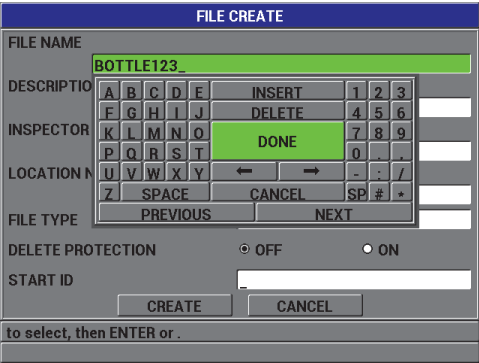 FILE CREATE
FILE NAME
BOTTLE123_
DESCRIPTIO
A B C D E INSERT 1 2 3
F G H I J DELETE 4 5 6
INSPECTOR
K L M N O DONE 7 8 9
P Q R S T 0 . ,
LOCATION N
U V W X Y ← → - : /
Z SPACE CANCEL SP # *
PREVIOUS NEXT
FILE TYPE
DELETE PROTECTION OFF ON
START ID _
CREATE CANCEL
to select, then ENTER or .